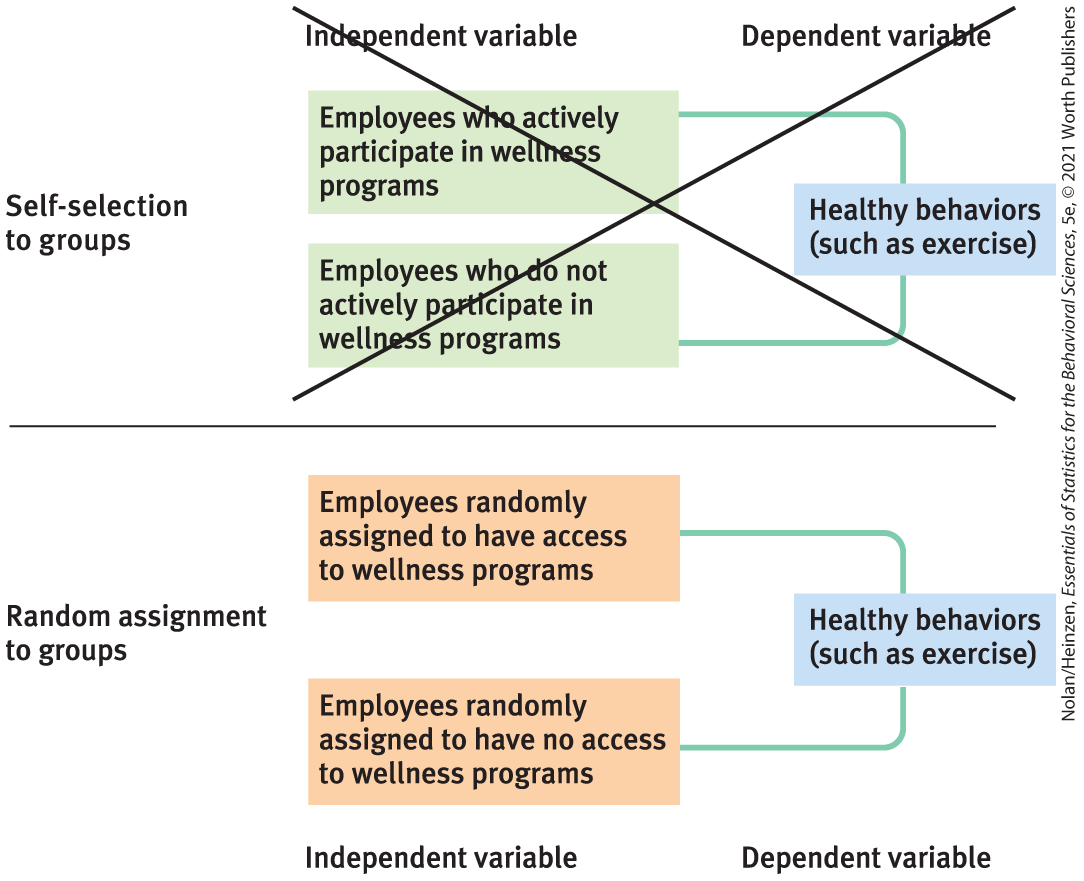 Independent variable
Dependent variable
Employees who actively
participate in wellness
programs
Self-selection
to groups
Healthy behaviors
(such as exercise)
Employees who do not
actively participate in
wellness programs
Employees randomly
assigned to have access
to wellness programs
Random assignment
to groups
Healthy behaviors
(such as exercise)
Employees randomly
assigned to have no access
to wellness programs
Independent variable
Dependent variable
Nolan/Heinzen, Essentials of Statistics for the Behavioral Sciences, 5e, © 2021 Worth Publishers